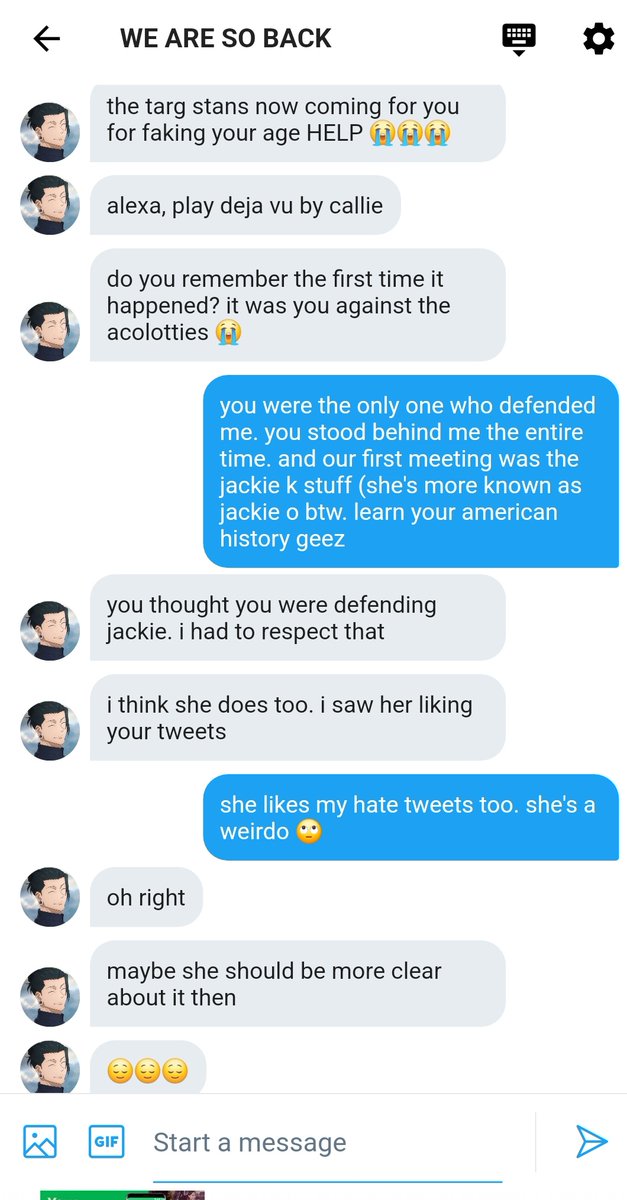 WE ARE SO BACK
the targ stans now coming for you
for faking your age HELP 😭😭😭
alexa, play deja vu by callie
do you remember the first time it
happened? it was you against the
acolotties 😭
you were the only one who defended
me. you stood behind me the entire
time. and our first meeting was the
jackie k stuff (she's more known as
jackie o btw. learn your american
history geez
you thought you were defending
jackie. i had to respect that
i think she does too. i saw her liking
your tweets
she likes my hate tweets too. she's a
weirdo 🙄
oh right
maybe she should be more clear
about it then
😌😌😌
GIF
Start a message